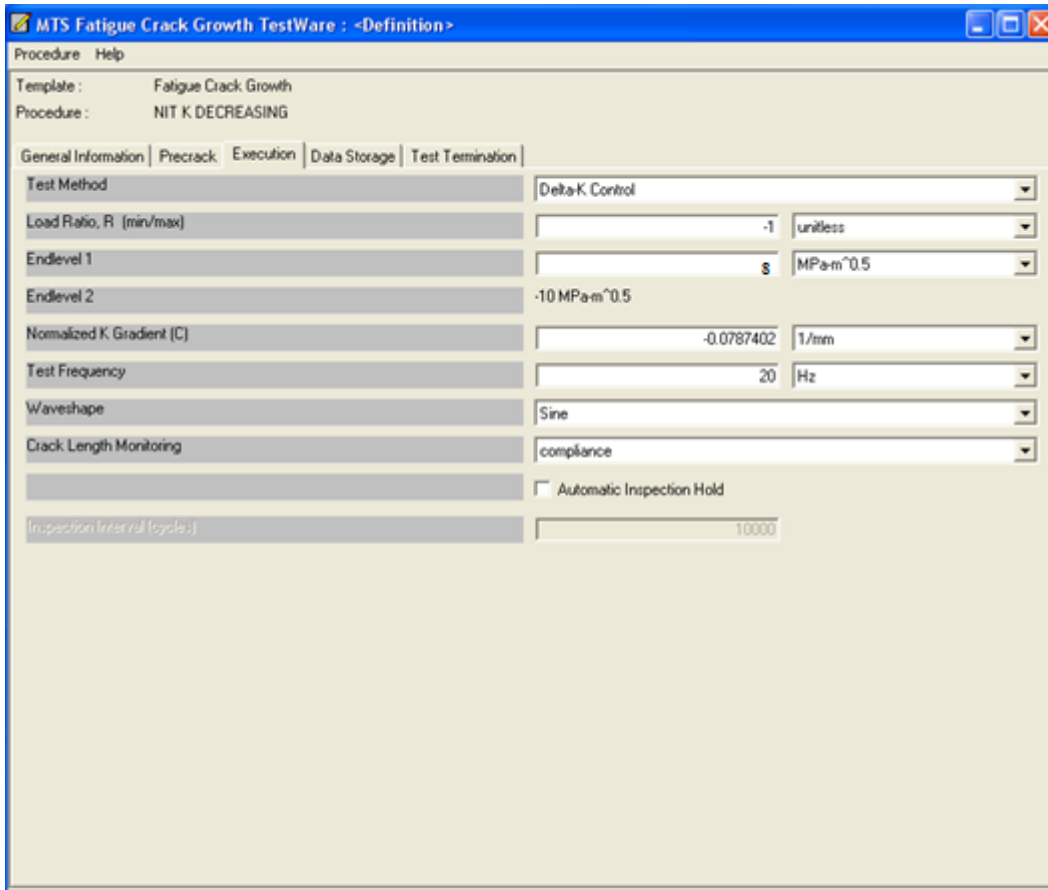 MTS Fatigue Crack Growth TestWare : <Definition>
Procedure Help
Template : Fatigue Crack Growth
Procedure : NIT K DECREASING
General Information Precrack Execution Data Storage Test Termination
Test Method Delta-K Control
Load Ratio, R (min/max) -1 unitless
Endlevel 1 8 MPa·m^0.5
Endlevel 2 -10 MPa·m^0.5
Normalized K Gradient (C) -0.0787402 1/mm
Test Frequency 20 Hz
Waveshape Sine
Crack Length Monitoring compliance
Automatic Inspection Hold
Inspection Interval (cycles) 10000